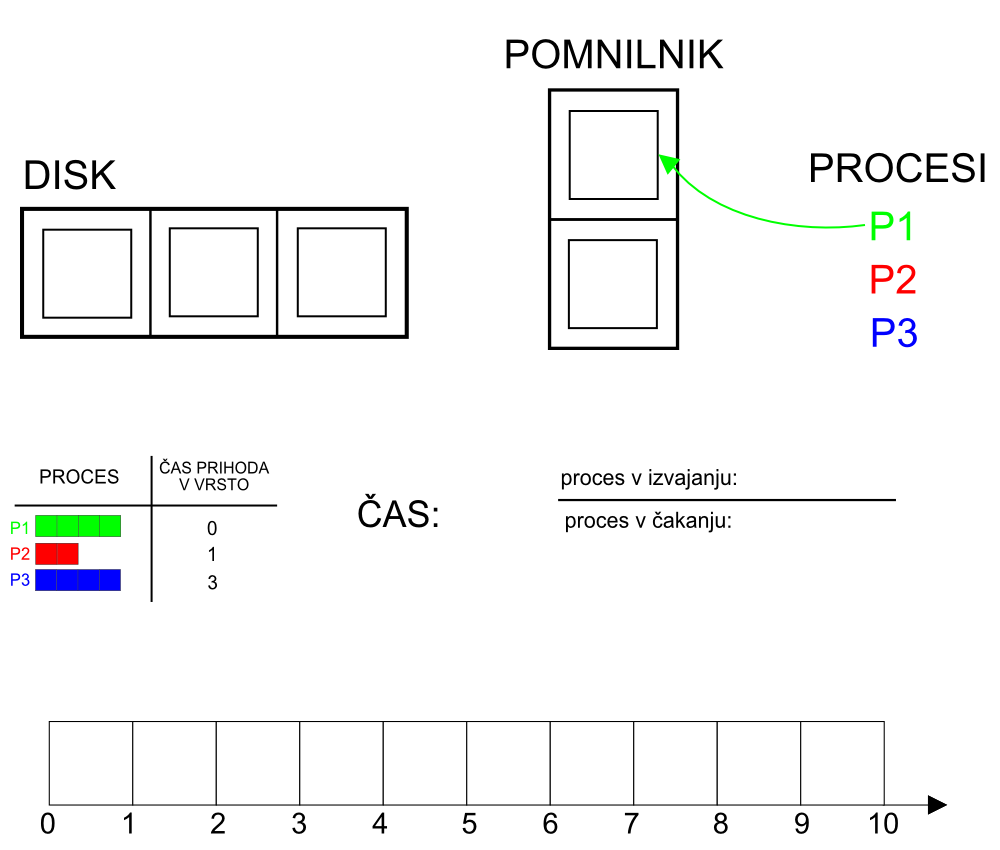 POMNILNIK
DISK
PROCESI
P1
P2
P3
PROCES
ČAS PRIHODA
V VRSTO
P1 0
P2 1
P3 3
ČAS:
proces v izvajanju:
proces v čakanju:
0 1 2 3 4 5 6 7 8 9 10